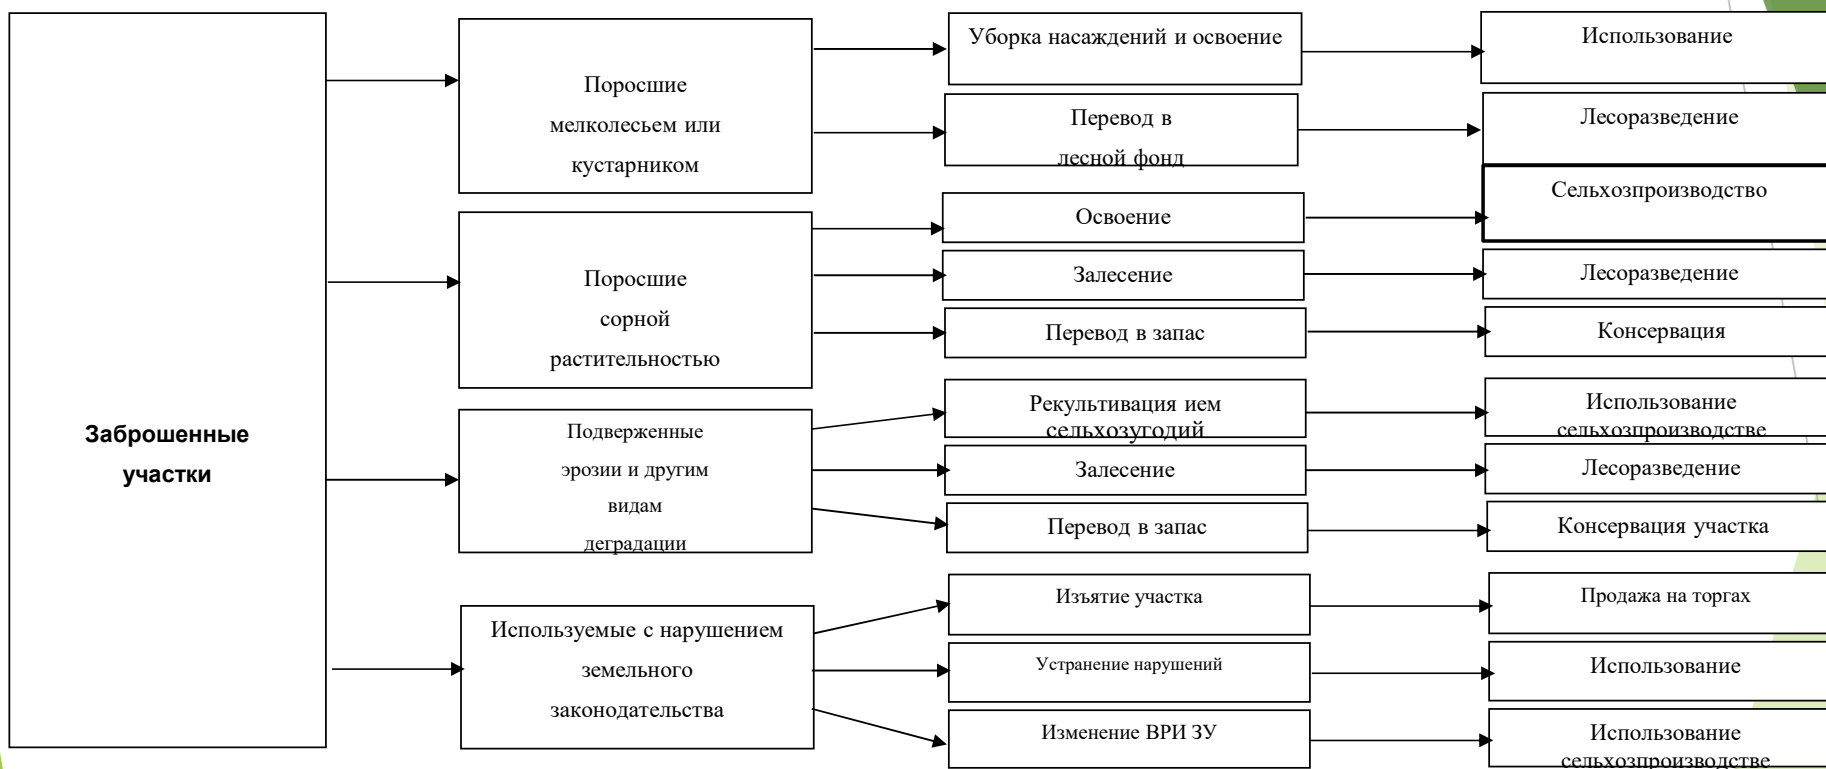 Заброшенные
участки
Поросшие
мелколесьем или
кустарником
Уборка насаждений и освоение
Использование
Перевод в
лесной фонд
Лесоразведение
Поросшие
сорной
растительностью
Освоение
Сельхозпроизводство
Залесение
Лесоразведение
Перевод в запас
Консервация
Подверженные
эрозии и другим
видам
деградации
Рекультивация ием
сельхозугодий
Использование
сельхозпроизводстве
Залесение
Лесоразведение
Перевод в запас
Консервация участка
Используемые с нарушением
земельного
законодательства
Изъятие участка
Продажа на торгах
Устранение нарушений
Использование
Изменение ВРИ ЗУ
Использование
сельхозпроизводстве